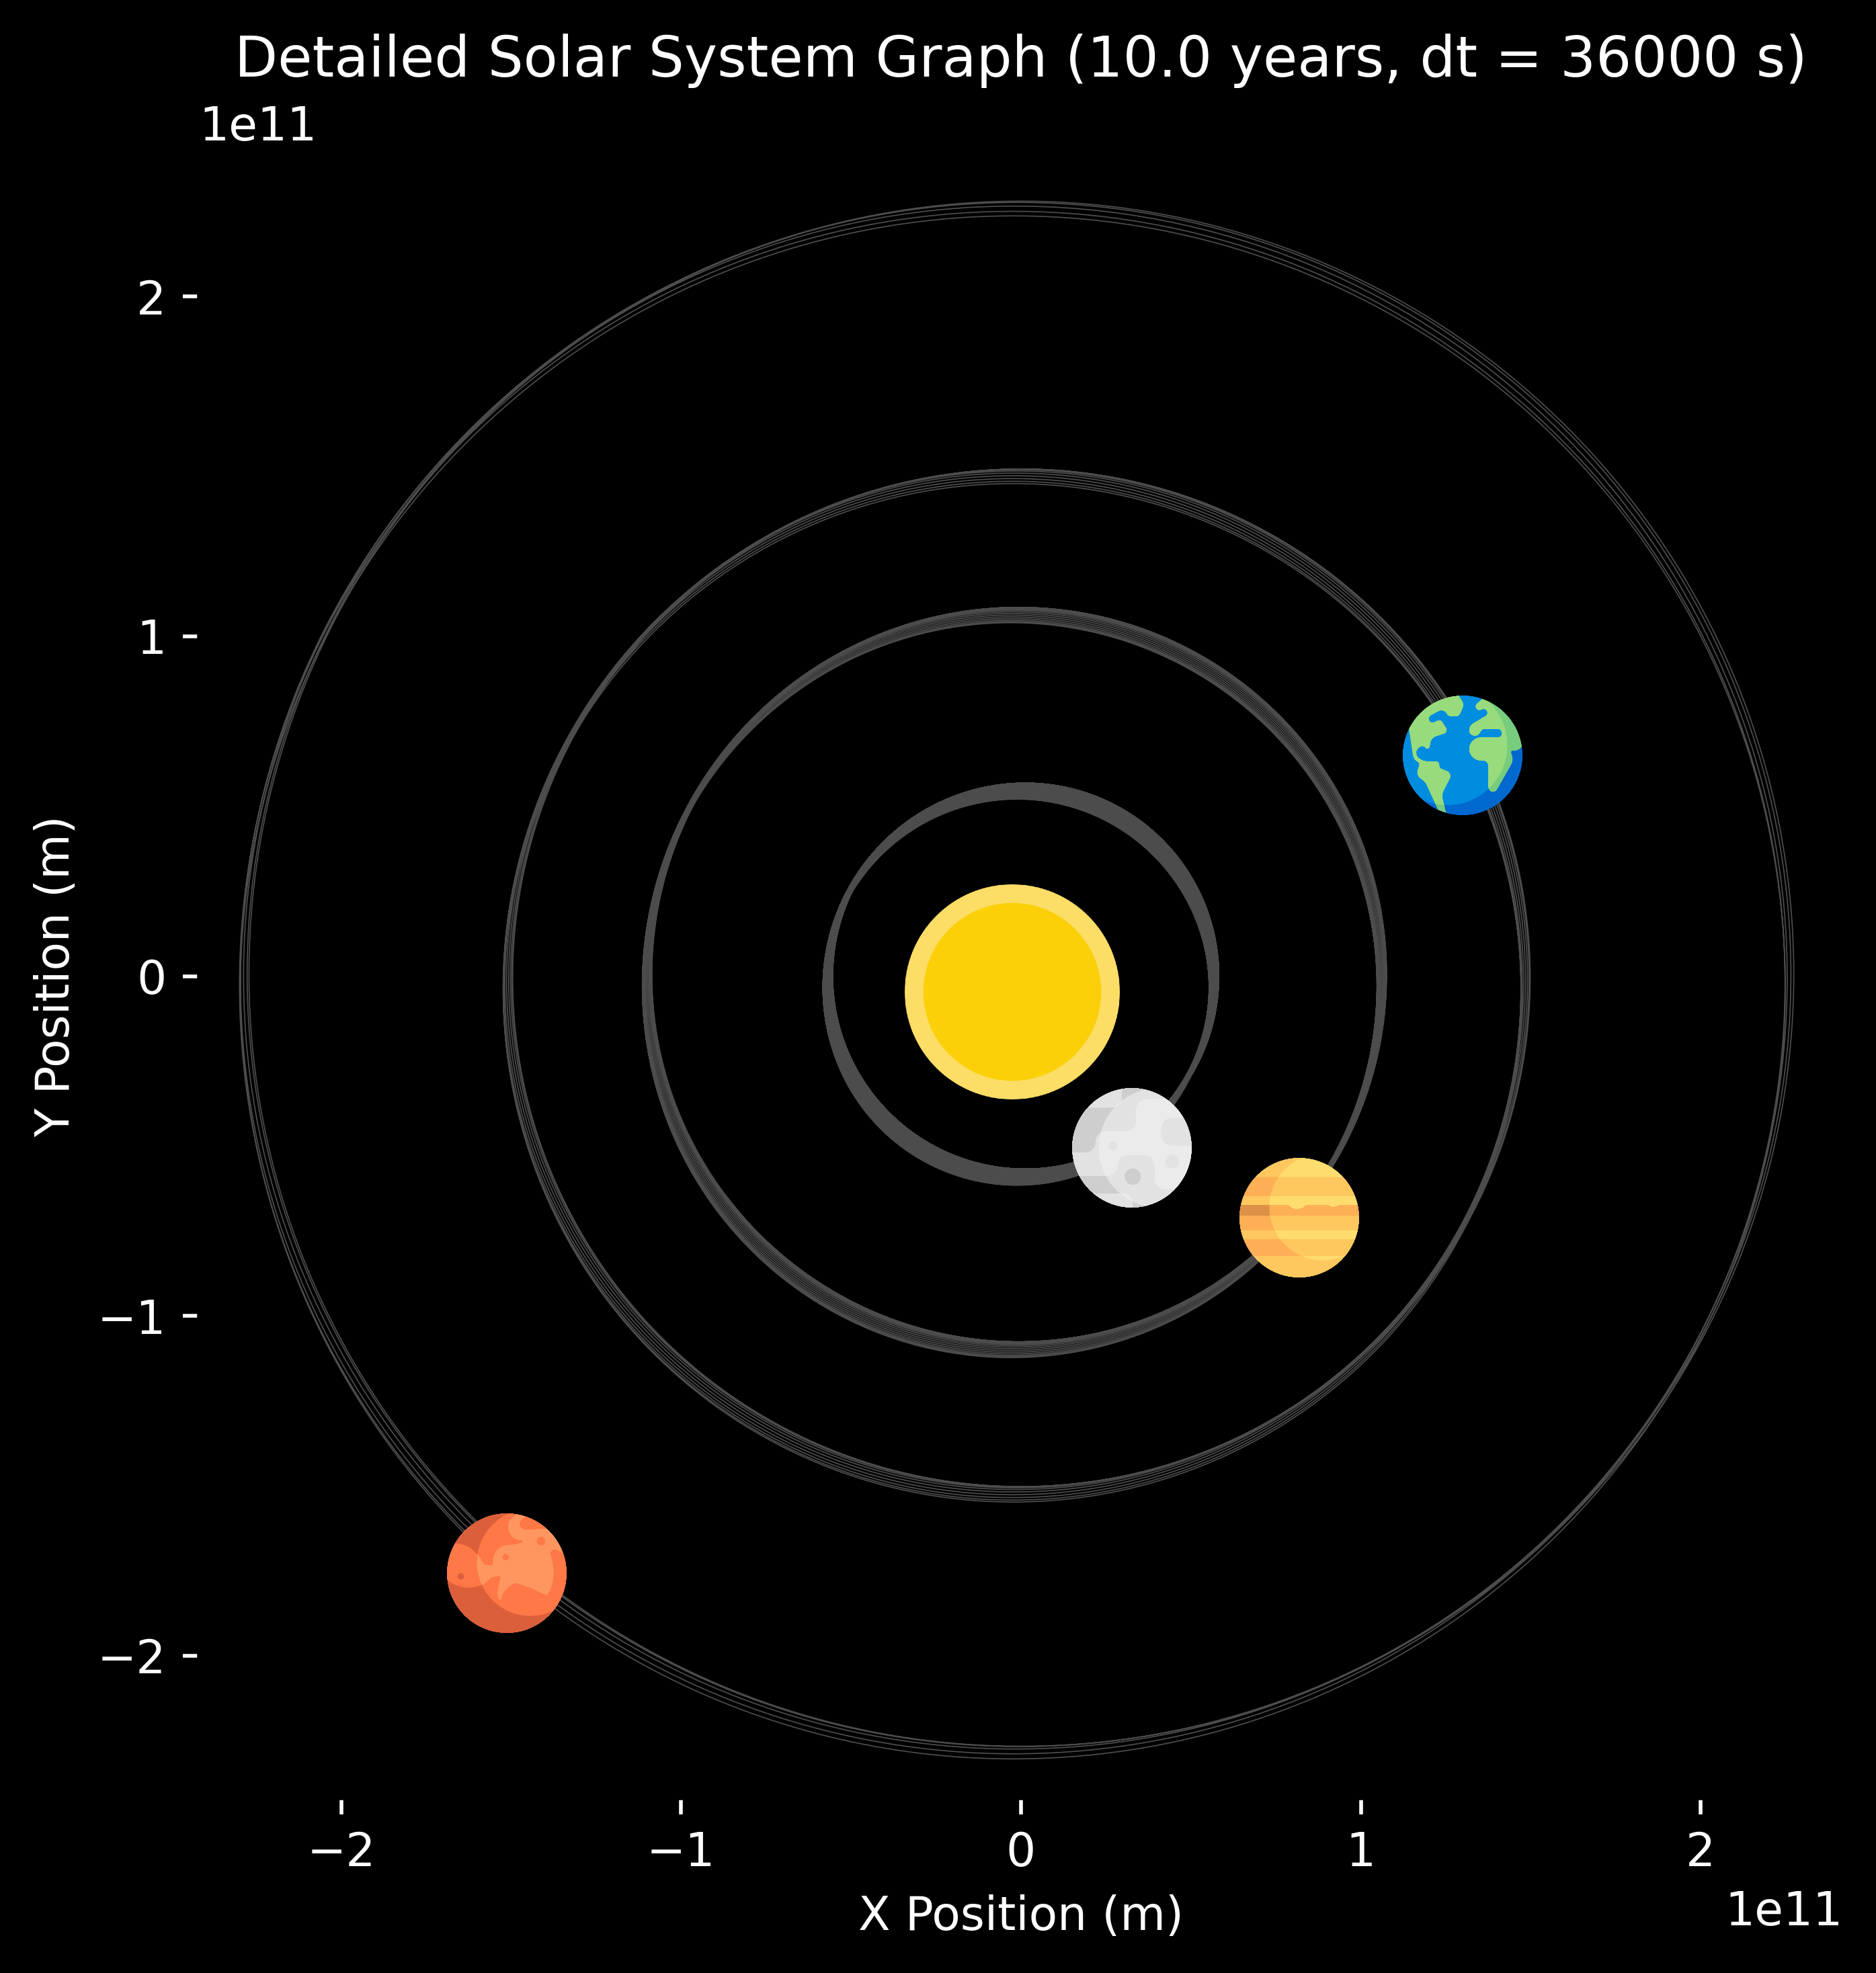 Detailed Solar System Graph (10.0 years, dt = 36000 s)
1e11
2
1
0
−1
−2
Y Position (m)
−2 −1 0 1 2
X Position (m)
1e11